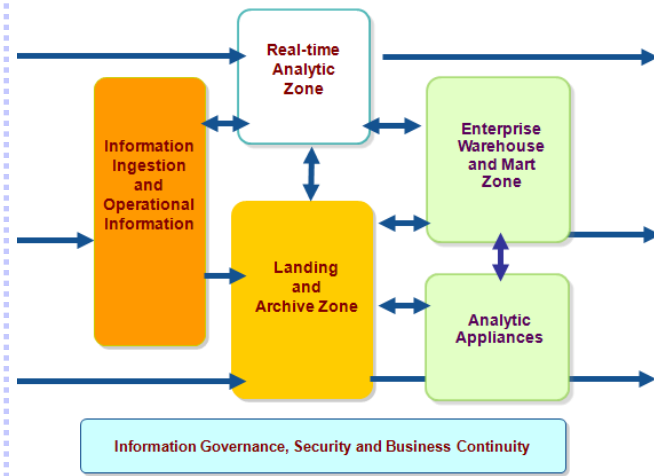 Real-time
Analytic
Zone
Information
Ingestion
and
Operational
Information
Enterprise
Warehouse
and Mart
Zone
Landing
and
Archive Zone
Analytic
Appliances
Information Governance, Security and Business Continuity